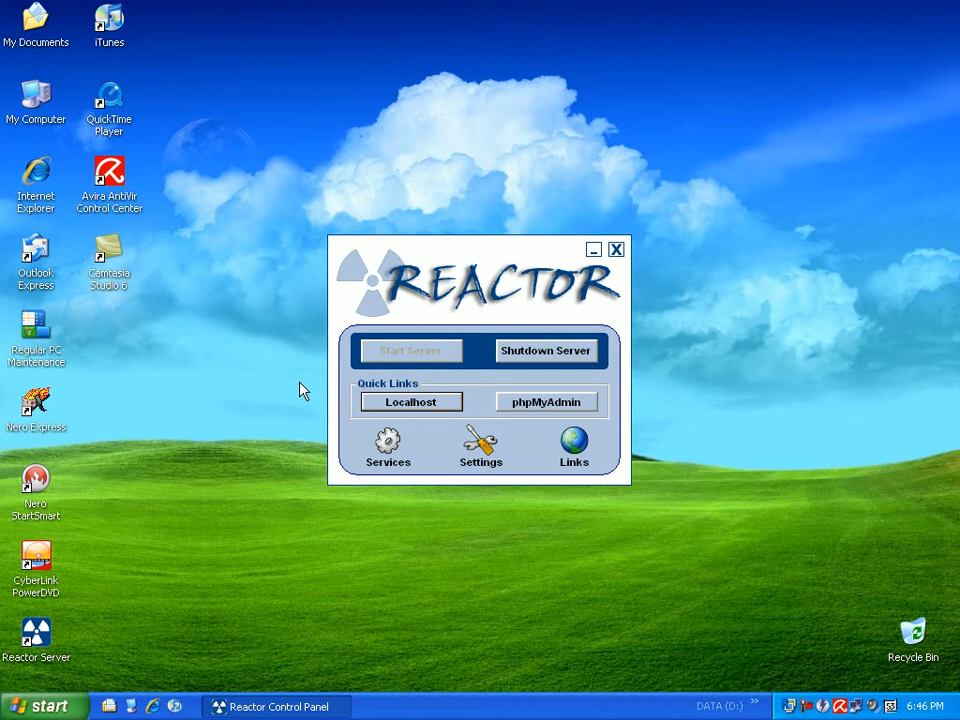 My Documents
iTunes
My Computer
QuickTime
Player
Internet
Explorer
Avira AntiVir
Control Center
Outlook
Express
Camtasia
Studio 6
Regular PC
Maintenance
Nero Express
Nero
StartSmart
CyberLink
PowerDVD
Reactor Server
REACTOR
Start Server
Shutdown Server
Quick Links
Localhost
phpMyAdmin
Services
Settings
Links
Recycle Bin
start
Reactor Control Panel
DATA (D:)
»
6:46 PM